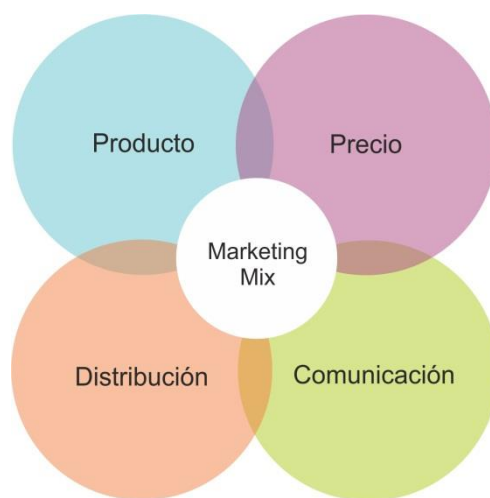 Producto
Precio
Marketing
Mix
Distribución
Comunicación